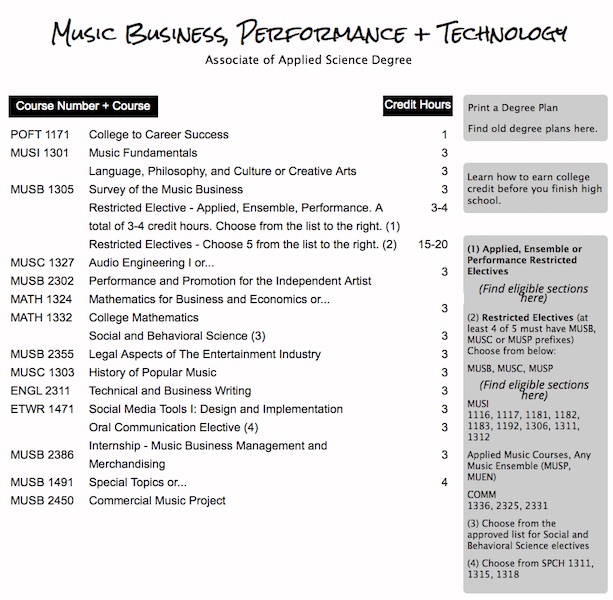 Music Business, Performance + Technology
Associate of Applied Science Degree
Course Number + Course Credit Hours
POFT 1171 College to Career Success 1
MUSI 1301 Music Fundamentals 3
Language, Philosophy, and Culture or Creative Arts 3
MUSB 1305 Survey of the Music Business 3
Restricted Elective - Applied, Ensemble, Performance. A 3-4
total of 3-4 credit hours. Choose from the list to the right. (1)
Restricted Electives - Choose 5 from the list to the right. (2) 15-20
MUSC 1327 Audio Engineering I or...
3
MUSB 2302 Performance and Promotion for the Independent Artist
MATH 1324 Mathematics for Business and Economics or...
3
MATH 1332 College Mathematics
Social and Behavioral Science (3) 3
MUSB 2355 Legal Aspects of The Entertainment Industry 3
MUSC 1303 History of Popular Music 3
ENGL 2311 Technical and Business Writing 3
ETWR 1471 Social Media Tools I: Design and Implementation 3
Oral Communication Elective (4) 3
MUSB 2386 Internship - Music Business Management and
Merchandising 3
MUSB 1491 Special Topics or... 4
MUSB 2450 Commercial Music Project
Print a Degree Plan
Find old degree plans here.
Learn how to earn college
credit before you finish high
school.
(1) Applied, Ensemble or
Performance Restricted
Electives
(Find eligible sections
here)
(2) Restricted Electives (at
least 4 of 5 must have MUSB,
MUSC or MUSP prefixes)
Choose from below:
MUSB, MUSC, MUSP
(Find eligible sections
here)
MUSI
1116, 1117, 1181, 1182,
1183, 1192, 1306, 1311,
1312
Applied Music Courses, Any
Music Ensemble (MUSP,
MUEN)
COMM
1336, 2325, 2331
(3) Choose from the
approved list for Social and
Behavioral Science electives
(4) Choose from SPCH 1311,
1315, 1318